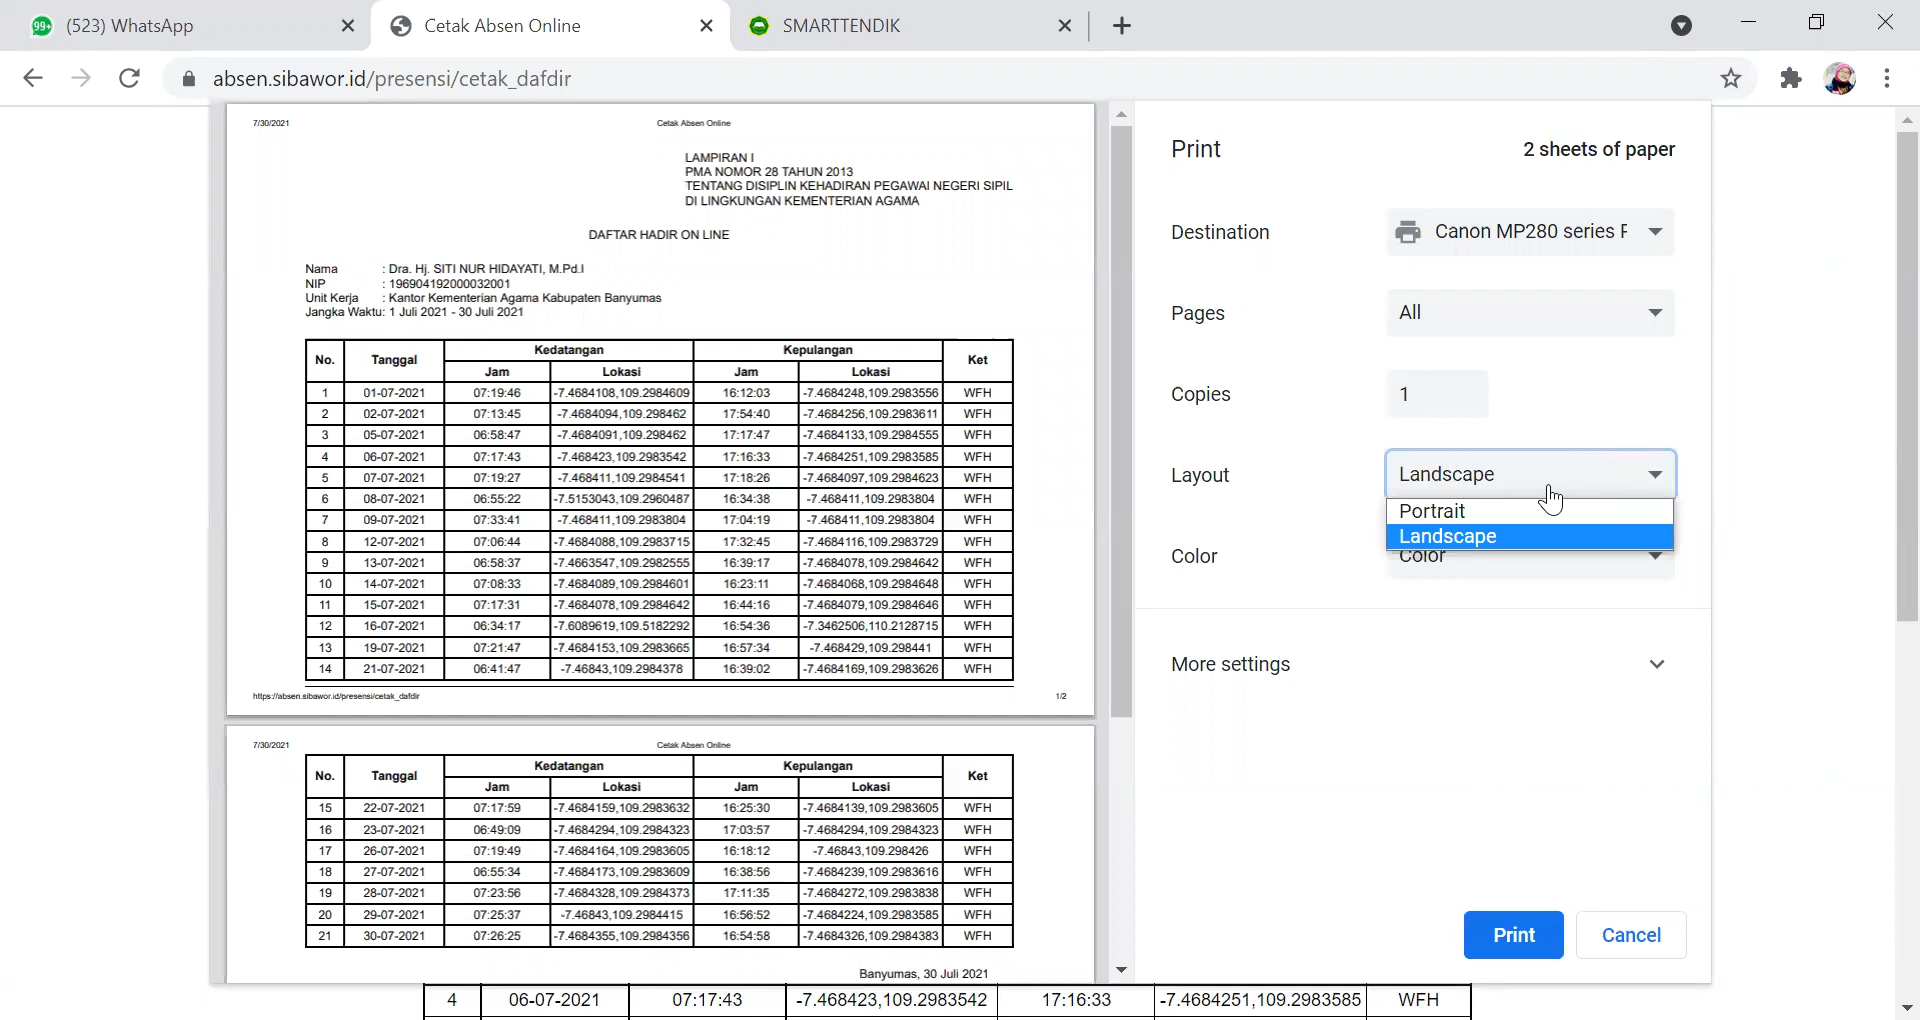 99+ (523) WhatsApp
Cetak Absen Online
SMARTTENDIK
absen.sibawor.id/presensi/cetak_dafdir
7/30/2021 Cetak Absen Online
LAMPIRAN I
PMA NOMOR 28 TAHUN 2013
TENTANG DISIPLIN KEHADIRAN PEGAWAI NEGERI SIPIL
DI LINGKUNGAN KEMENTERIAN AGAMA
DAFTAR HADIR ON LINE
Nama : Dra. Hj. SITI NUR HIDAYATI, M.Pd.I
NIP : 196904192000032001
Unit Kerja : Kantor Kementerian Agama Kabupaten Banyumas
Jangka Waktu: 1 Juli 2021 - 30 Juli 2021
No. Tanggal Kedatangan Kepulangan Ket
Jam Lokasi Jam Lokasi
1 01-07-2021 07:19:46 -7.4684108,109.2984609 16:12:03 -7.4684248,109.2983556 WFH
2 02-07-2021 07:13:45 -7.4684094,109.298462 17:54:40 -7.4684256,109.2983611 WFH
3 05-07-2021 06:58:47 -7.4684091,109.298462 17:17:47 -7.4684133,109.2984555 WFH
4 06-07-2021 07:17:43 -7.468423,109.2983542 17:16:33 -7.4684251,109.2983585 WFH
5 07-07-2021 07:19:27 -7.468411,109.2984541 17:18:26 -7.4684097,109.2984623 WFH
6 08-07-2021 06:55:22 -7.5153043,109.2960487 16:34:38 -7.468411,109.2983804 WFH
7 09-07-2021 07:33:41 -7.468411,109.2983804 17:04:19 -7.468411,109.2983804 WFH
8 12-07-2021 07:06:44 -7.4684088,109.2983715 17:32:45 -7.4684116,109.2983729 WFH
9 13-07-2021 06:58:37 -7.4663547,109.2982555 16:39:17 -7.4684078,109.2984642 WFH
10 14-07-2021 07:08:33 -7.4684089,109.2984601 16:23:11 -7.4684068,109.2984648 WFH
11 15-07-2021 07:17:31 -7.4684078,109.2984642 16:44:16 -7.4684079,109.2984646 WFH
12 16-07-2021 06:34:17 -7.6089619,109.5182292 16:54:36 -7.3462506,110.2128715 WFH
13 19-07-2021 07:21:47 -7.4684153,109.2983665 16:57:34 -7.468429,109.298441 WFH
14 21-07-2021 06:41:47 -7.46843,109.2984378 16:39:02 -7.4684169,109.2983626 WFH
https://absen.sibawor.id/presensi/cetak_dafdir 1/2
7/30/2021 Cetak Absen Online
No. Tanggal Kedatangan Kepulangan Ket
Jam Lokasi Jam Lokasi
15 22-07-2021 07:17:59 -7.4684159,109.2983632 16:25:30 -7.4684139,109.2983605 WFH
16 23-07-2021 06:49:09 -7.4684294,109.2984323 17:03:57 -7.4684294,109.2984323 WFH
17 26-07-2021 07:19:49 -7.4684164,109.2983605 16:18:12 -7.46843,109.298426 WFH
18 27-07-2021 06:55:34 -7.4684173,109.2983609 16:38:56 -7.4684239,109.2983616 WFH
19 28-07-2021 07:23:56 -7.4684328,109.2984373 17:11:35 -7.4684272,109.2983838 WFH
20 29-07-2021 07:25:37 -7.46843,109.2984415 16:56:52 -7.4684224,109.2983585 WFH
21 30-07-2021 07:26:25 -7.4684355,109.2984356 16:54:58 -7.4684326,109.2984383 WFH
Banyumas, 30 Juli 2021
4 06-07-2021 07:17:43 -7.468423,109.2983542 17:16:33 -7.4684251,109.2983585 WFH
Print 2 sheets of paper
Destination Canon MP280 series F
Pages All
Copies 1
Layout Landscape
Portrait
Landscape
Color Color
More settings
Print Cancel